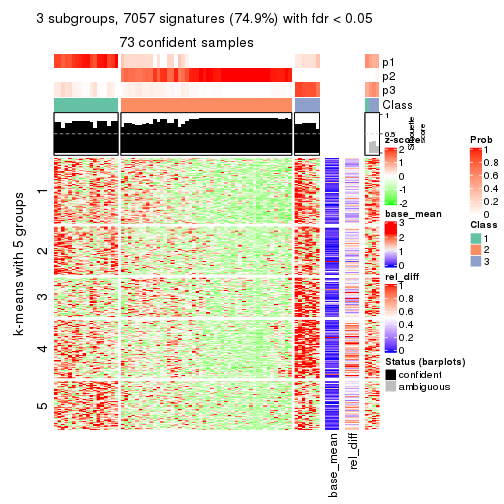 3 subgroups, 7057 signatures (74.9%) with fdr < 0.05
73 confident samples
p1
p2
p3
Class
1
0.5
0
Silhouette
score
k-means with 5 groups
1
2
3
4
5
base_mean
rel_diff
z-score
2
1
0
-1
-2
base_mean
3
2
1
0
rel_diff
1
0.8
0.6
0.4
0.2
0
Status (barplots)
confident
ambiguous
Prob
1
0.8
0.6
0.4
0.2
0
Class
1
2
3